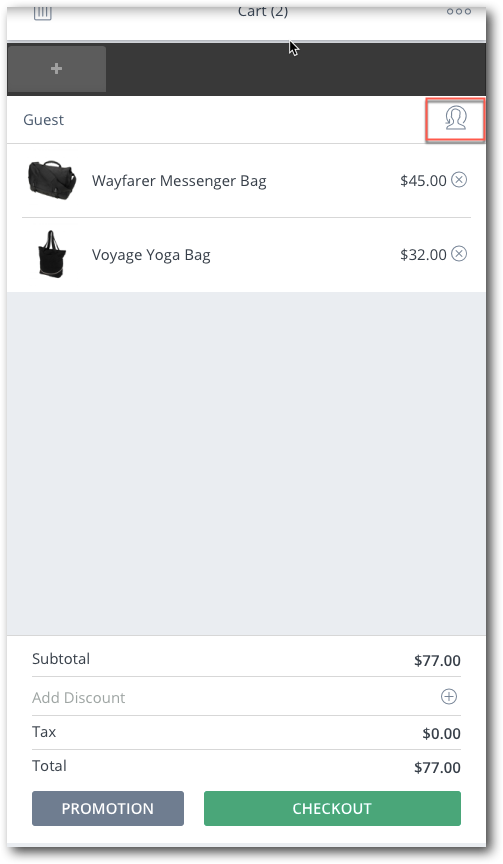 Cart (2)
Guest
Wayfarer Messenger Bag $45.00
Voyage Yoga Bag $32.00
Subtotal $77.00
Add Discount
Tax $0.00
Total $77.00
PROMOTION CHECKOUT